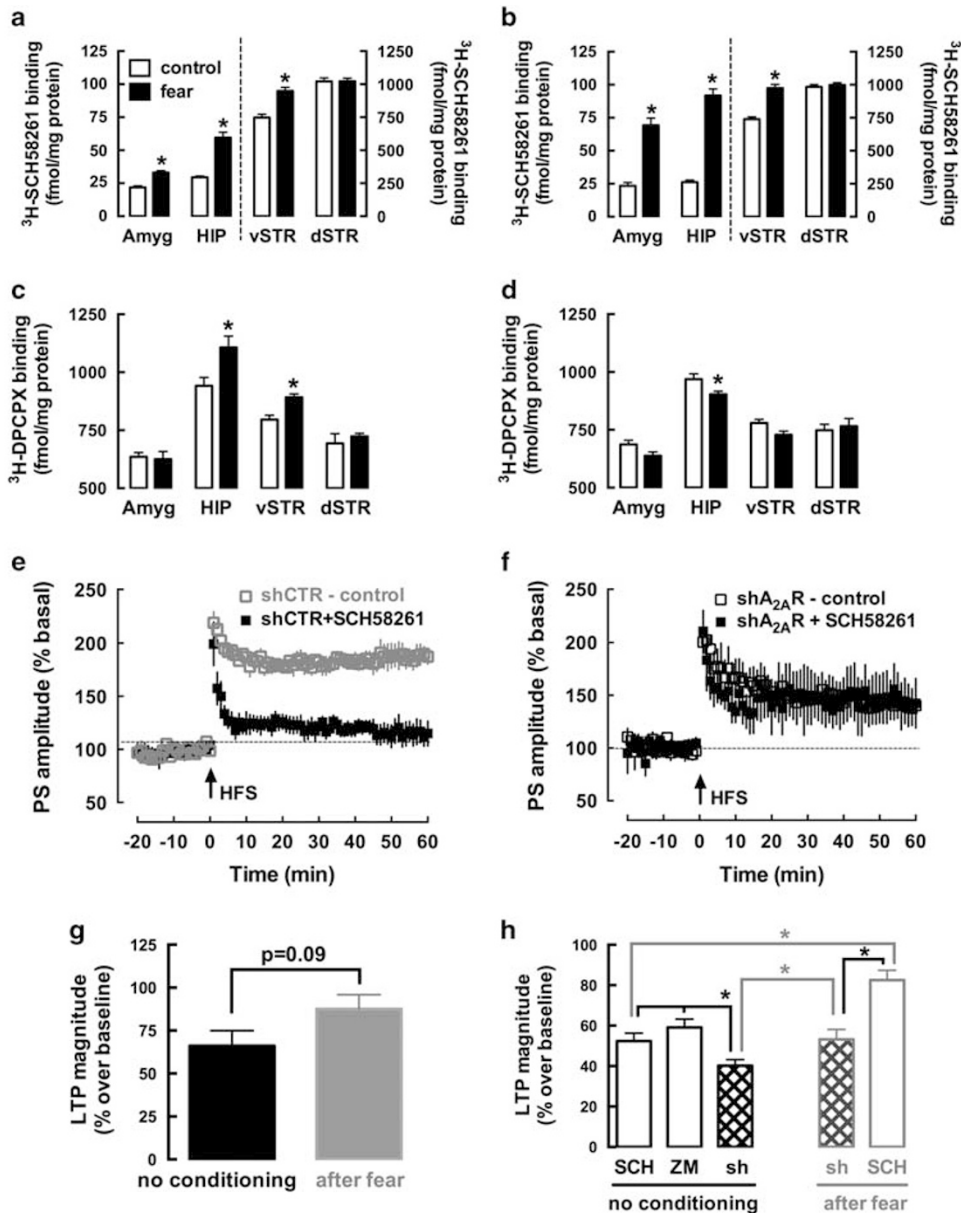 a
125
100
75
50
25
0
³H-SCH58261 binding
(fmol/mg protein)
control
fear
*
*
*
1250
1000
750
500
250
0
³H-SCH58261 binding
(fmol/mg protein)
Amyg HIP vSTR dSTR
b
125
100
75
50
25
0
³H-SCH58261 binding
(fmol/mg protein)
*
*
*
1250
1000
750
500
250
0
³H-SCH58261 binding
(fmol/mg protein)
Amyg HIP vSTR dSTR
c
1250
1000
750
500
³H-DPCPX binding
(fmol/mg protein)
*
*
Amyg HIP vSTR dSTR
d
1250
1000
750
500
³H-DPCPX binding
(fmol/mg protein)
*
Amyg HIP vSTR dSTR
e
250
200
150
100
50
PS amplitude (% basal)
shCTR - control
shCTR+SCH58261
HFS
-20 -10 0 10 20 30 40 50 60
Time (min)
f
250
200
150
100
50
PS amplitude (% basal)
shA₂AR - control
shA₂AR + SCH58261
HFS
-20 -10 0 10 20 30 40 50 60
Time (min)
g
125
100
75
50
25
0
LTP magnitude
(% over baseline)
p=0.09
no conditioning after fear
h
100
80
60
40
20
0
LTP magnitude
(% over baseline)
*
*
*
*
SCH ZM sh sh SCH
no conditioning after fear